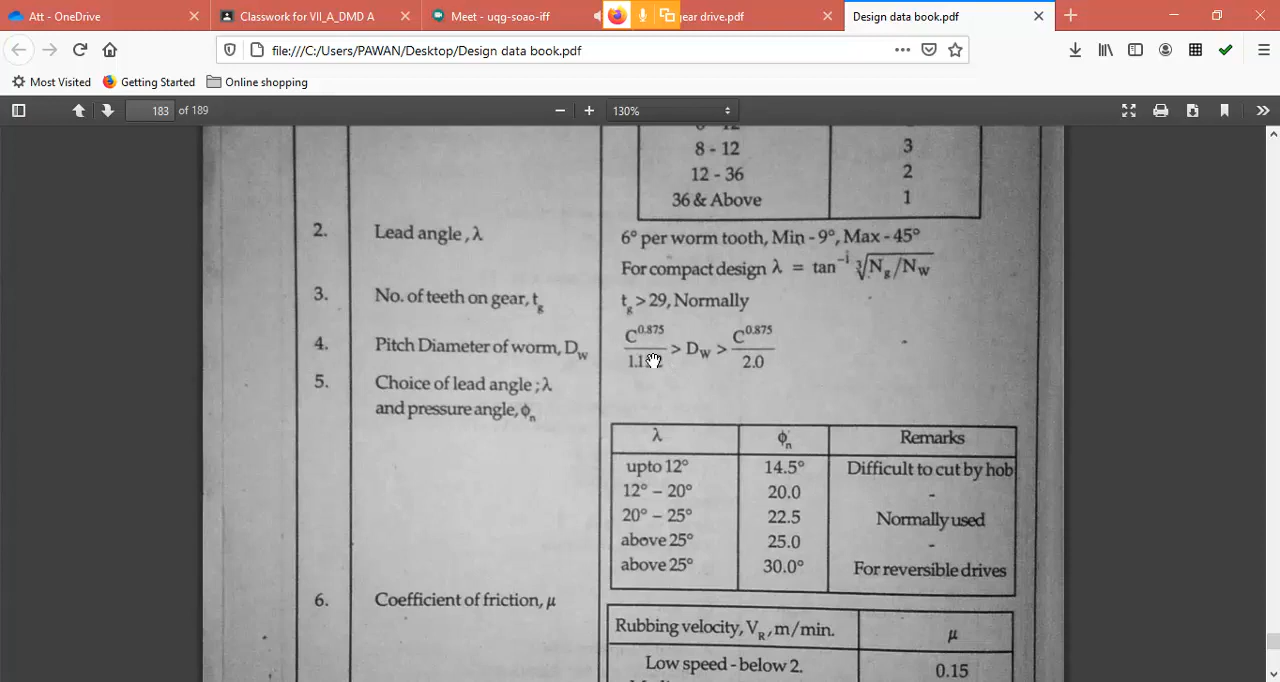 Att - OneDrive
Classwork for VII_A_DMD A
Meet - uqg-soao-iff
gear drive.pdf
Design data book.pdf
file:///C:/Users/PAWAN/Desktop/Design data book.pdf
Most Visited
Getting Started
Online shopping
183 of 189
130%
8 - 12 3
12 - 36 2
36 & Above 1
2. Lead angle, λ 6° per worm tooth, Min - 9°, Max - 45°
For compact design λ = tan⁻¹ ∛N_g/N_W
3. No. of teeth on gear, t_g t_g > 29, Normally
4. Pitch Diameter of worm, D_W C^0.875 / > D_W > C^0.875 / 2.0
5. Choice of lead angle ; λ
and pressure angle, ϕ_n
λ ϕ_n Remarks
upto 12° 14.5° Difficult to cut by hob
12° – 20° 20.0 -
20° – 25° 22.5 Normally used
above 25° 25.0 -
above 25° 30.0° For reversible drives
6. Coefficient of friction, μ
Rubbing velocity, V_R, m/min. μ
Low speed - below 2. 0.15